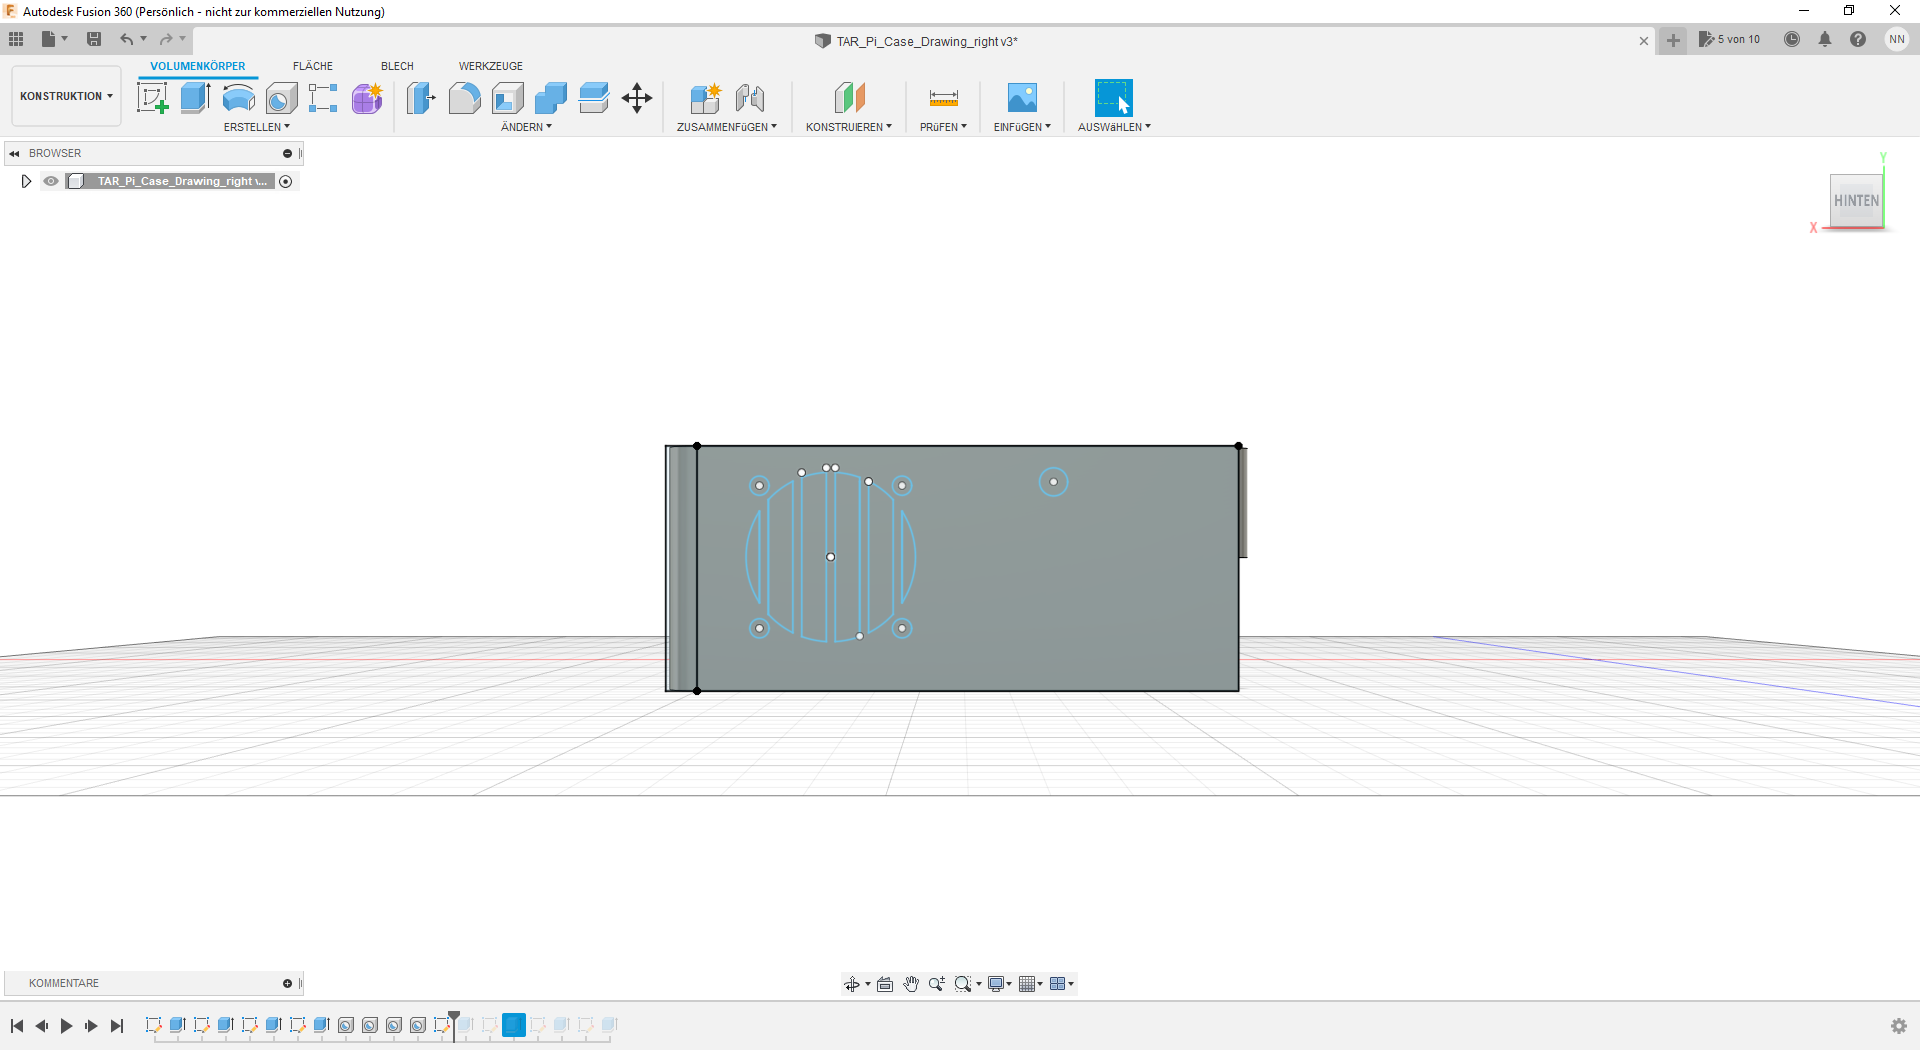 Autodesk Fusion 360 (Persönlich - nicht zur kommerziellen Nutzung)
TAR_Pi_Case_Drawing_right v3*
5 von 10
NN
KONSTRUKTION
VOLUMENKÖRPER
FLÄCHE
BLECH
WERKZEUGE
ERSTELLEN
ÄNDERN
ZUSAMMENFüGEN
KONSTRUIEREN
PRüFEN
EINFüGEN
AUSWäHLEN
BROWSER
TAR_Pi_Case_Drawing_right v...
Y
HINTEN
X
KOMMENTARE